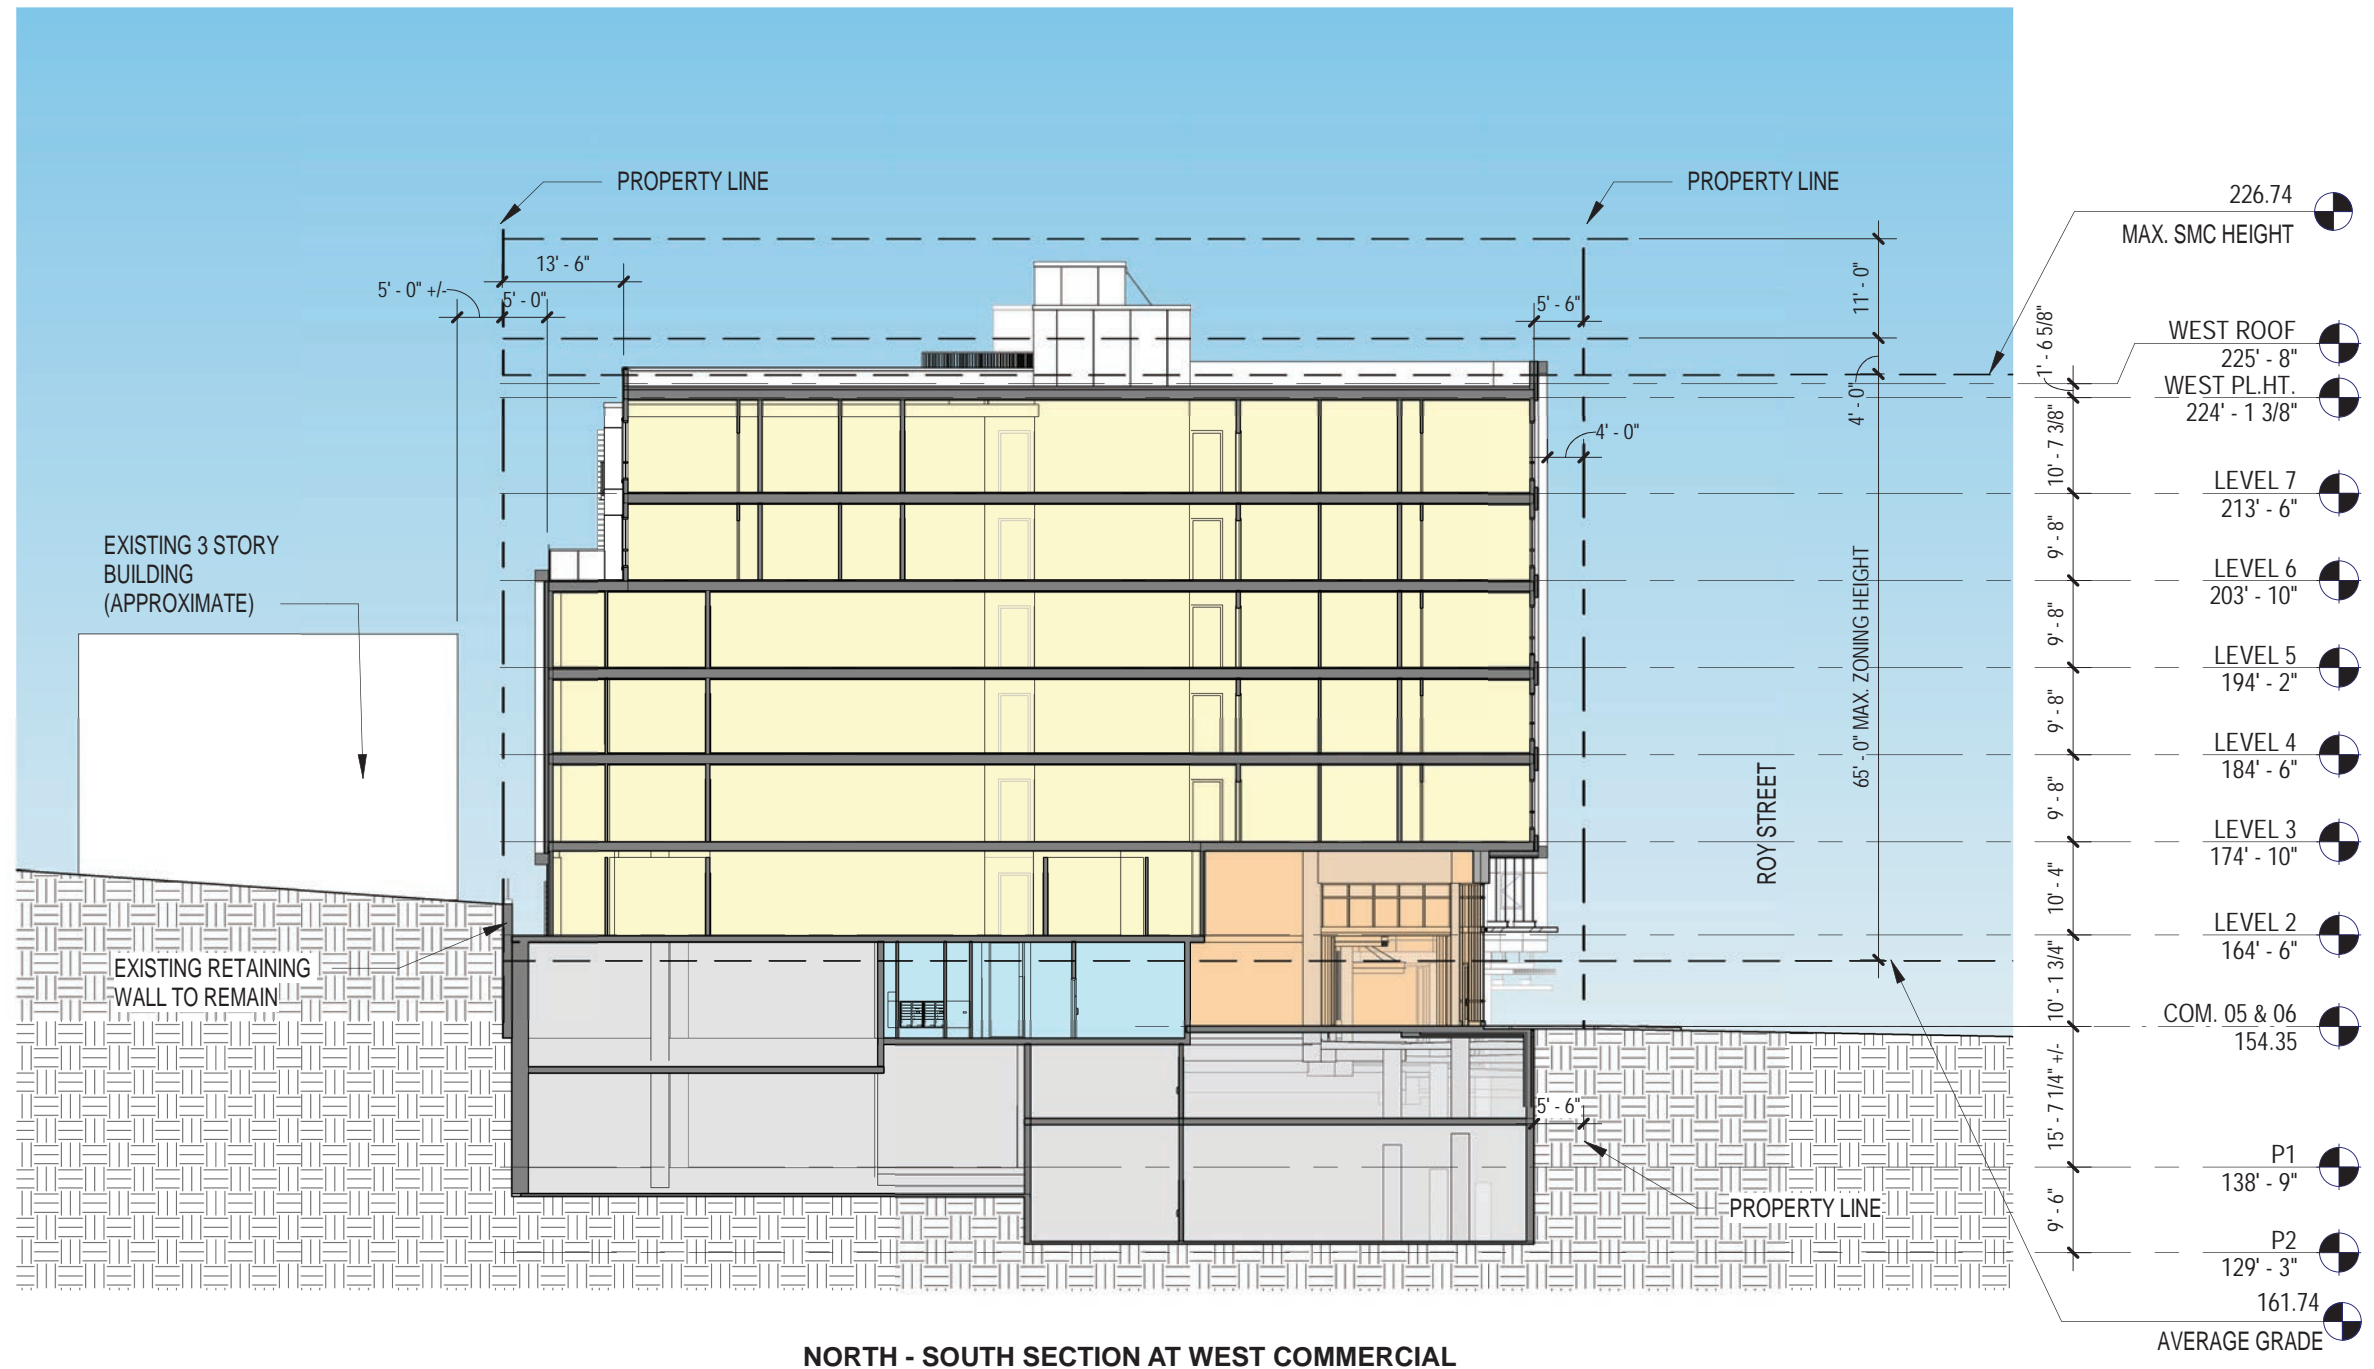 PROPERTY LINE
PROPERTY LINE
226.74
MAX. SMC HEIGHT
13' - 6"
5' - 0" +/-
5' - 0"
5' - 6"
11' - 0"
1' - 6 5/8"
WEST ROOF
225' - 8"
WEST PL.HT.
224' - 1 3/8"
4' - 0"
4' - 0"
10' - 7 3/8"
LEVEL 7
213' - 6"
9' - 8"
EXISTING 3 STORY
BUILDING
(APPROXIMATE)
LEVEL 6
203' - 10"
9' - 8"
65' - 0" MAX. ZONING HEIGHT
LEVEL 5
194' - 2"
9' - 8"
LEVEL 4
184' - 6"
9' - 8"
ROY STREET
LEVEL 3
174' - 10"
10' - 4"
LEVEL 2
164' - 6"
EXISTING RETAINING
WALL TO REMAIN
10' - 1 3/4"
COM. 05 & 06
154.35
15' - 7 1/4" +/-
5' - 6"
P1
138' - 9"
PROPERTY LINE
9' - 6"
P2
129' - 3"
161.74
AVERAGE GRADE
NORTH - SOUTH SECTION AT WEST COMMERCIAL